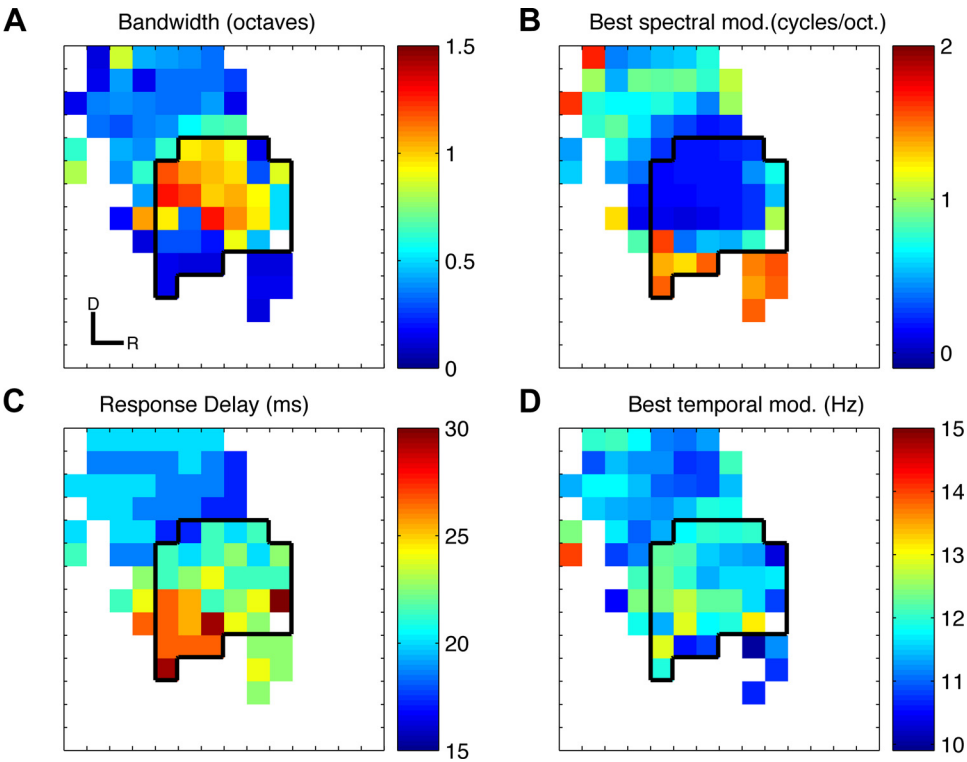 A Bandwidth (octaves)
1.5
1
0.5
0
D
R
B Best spectral mod.(cycles/oct.)
2
1
0
C Response Delay (ms)
30
25
20
15
D Best temporal mod. (Hz)
15
14
13
12
11
10